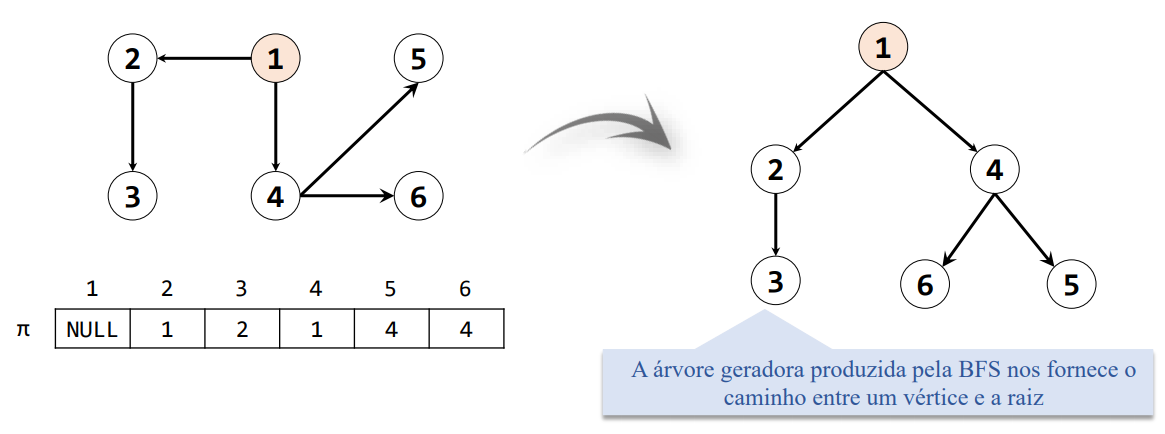 2 1 5
3 4 6
1 2 3 4 5 6
π NULL 1 2 1 4 4
1
2 4
3 6 5
A árvore geradora produzida pela BFS nos fornece o
caminho entre um vértice e a raiz